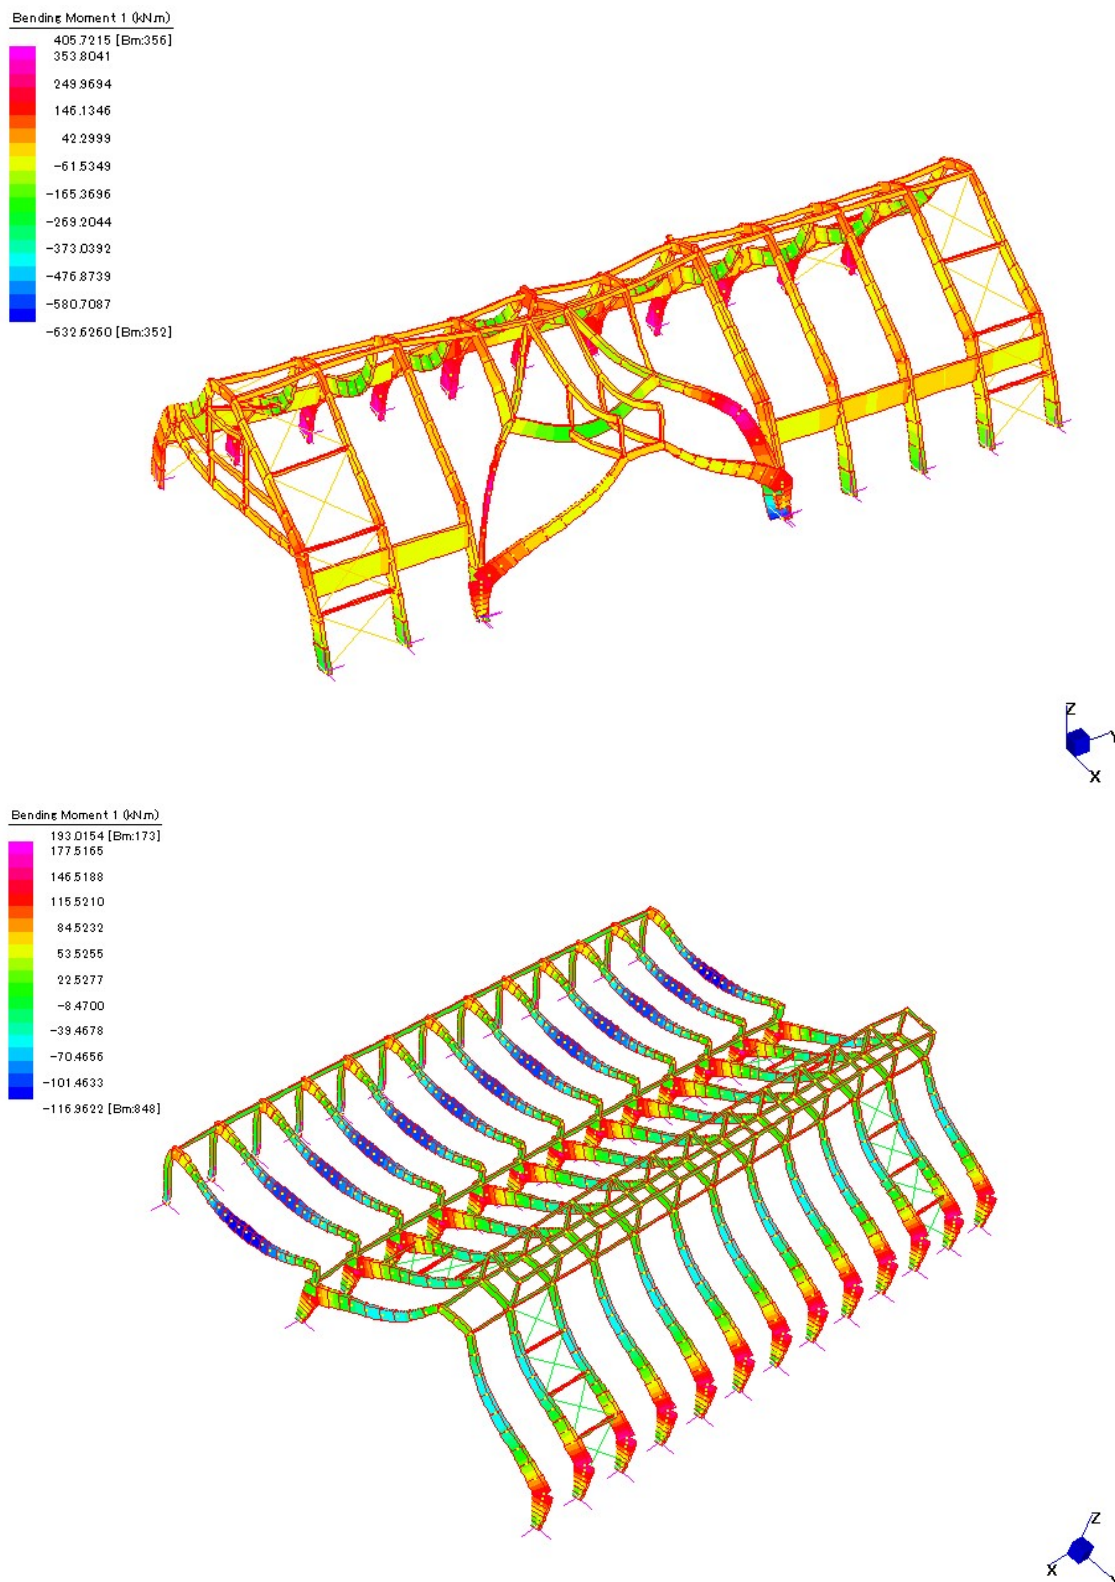 Bending Moment 1 (kN.m)
405.7215 [Bm:356]
353.8041
249.9694
146.1346
42.2999
-61.5349
-165.3696
-269.2044
-373.0392
-476.8739
-580.7087
-632.6260 [Bm:352]
Z
Y
X
Bending Moment 1 (kN.m)
193.0154 [Bm:173]
177.5165
146.5188
115.5210
84.5232
53.5255
22.5277
-8.4700
-39.4678
-70.4656
-101.4633
-116.9622 [Bm:848]
Z
X